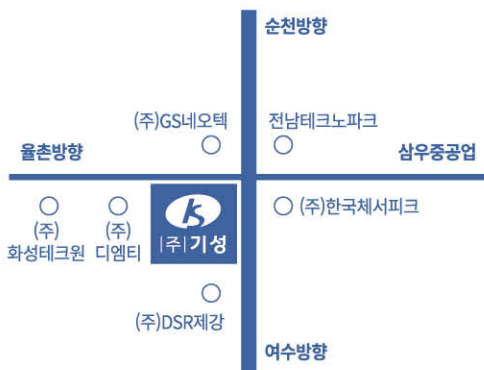 순천방향
(주)GS네오텍
전남테크노파크
율촌방향
삼우중공업
KS
|주|기성
(주)한국체서피크
(주)
화성테크원
(주)
디엠티
(주)DSR제강
여수방향